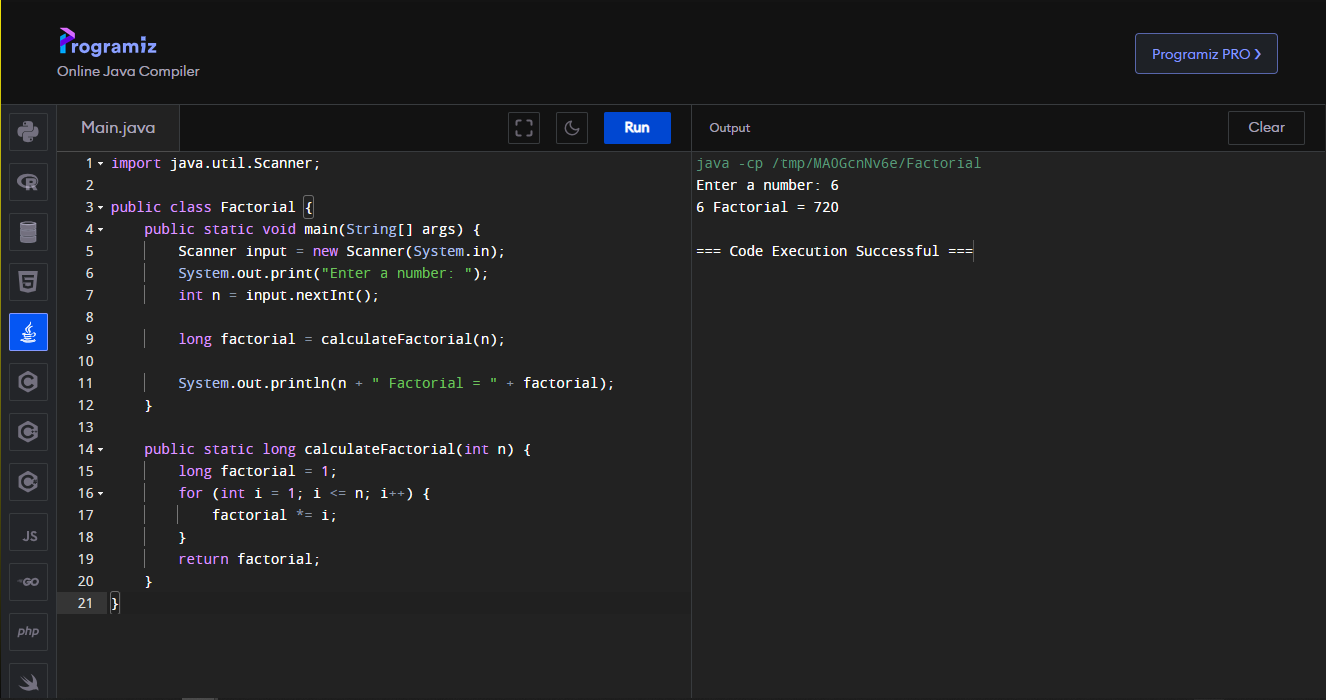 Programiz
Online Java Compiler
Programiz PRO ❯
Main.java
Run
Output
Clear
1 import java.util.Scanner;
2
3 public class Factorial {
4     public static void main(String[] args) {
5         Scanner input = new Scanner(System.in);
6         System.out.print("Enter a number: ");
7         int n = input.nextInt();
8
9         long factorial = calculateFactorial(n);
10
11         System.out.println(n + " Factorial = " + factorial);
12     }
13
14     public static long calculateFactorial(int n) {
15         long factorial = 1;
16         for (int i = 1; i <= n; i++) {
17             factorial *= i;
18         }
19         return factorial;
20     }
21 }
java -cp /tmp/MAOGcnNv6e/Factorial
Enter a number: 6
6 Factorial = 720
=== Code Execution Successful ===
R
5
C
C
C
JS
GO
php